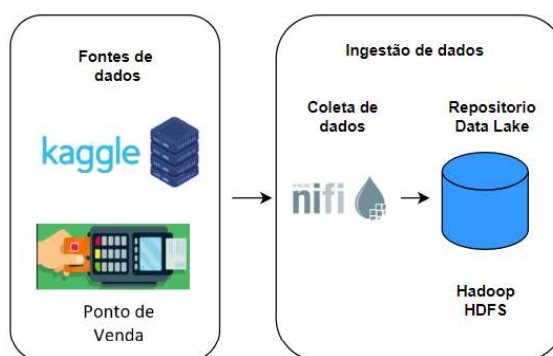 Fontes de
dados
kaggle
Ponto de
Venda
Ingestão de dados
Coleta de
dados
nifi
Repositorio
Data Lake
Hadoop
HDFS